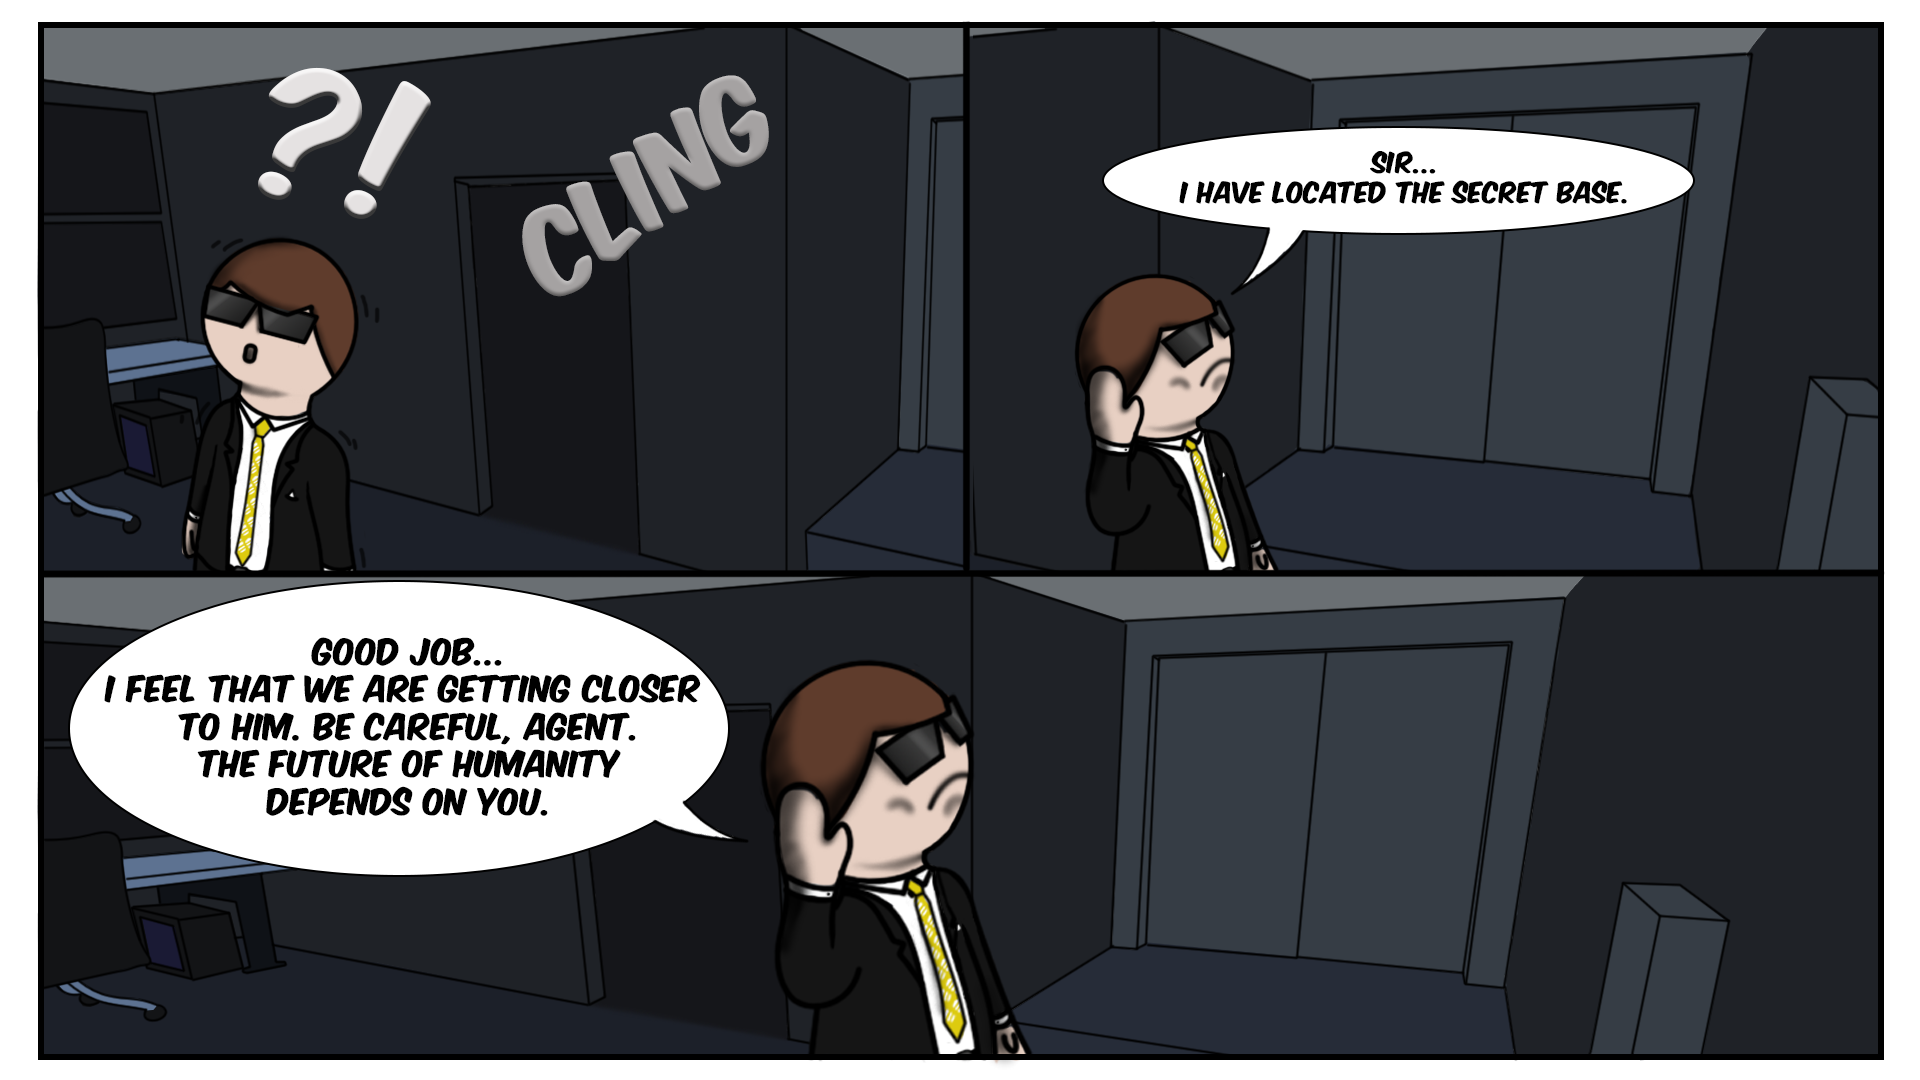 ?!
CLING
SIR...
I HAVE LOCATED THE SECRET BASE.
GOOD JOB...
I FEEL THAT WE ARE GETTING CLOSER
TO HIM. BE CAREFUL, AGENT.
THE FUTURE OF HUMANITY
DEPENDS ON YOU.